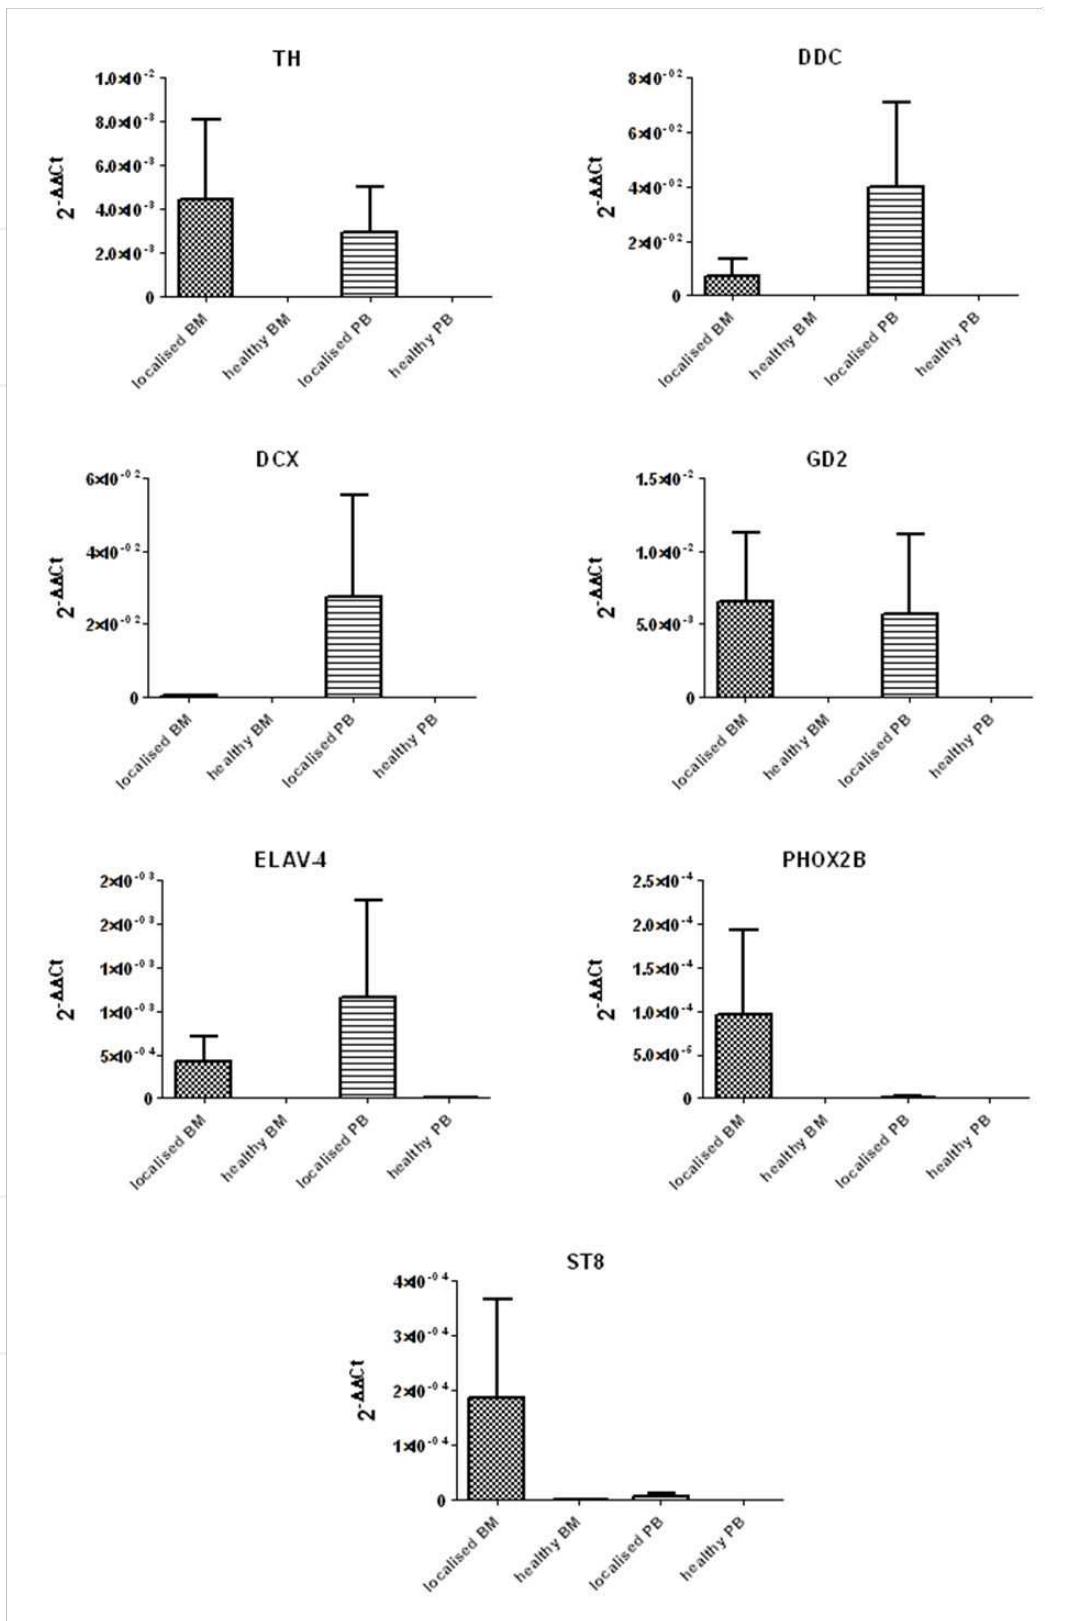 TH
1.0×10⁻²
8.0×10⁻³
6.0×10⁻³
4.0×10⁻³
2.0×10⁻³
0
2^-ΔΔCt
localised BM
healthy BM
localised PB
healthy PB
DDC
8×10⁻⁰²
6×10⁻⁰²
4×10⁻⁰²
2×10⁻⁰²
0
2^-ΔΔCt
localised BM
healthy BM
localised PB
healthy PB
DCX
6×10⁻⁰²
4×10⁻⁰²
2×10⁻⁰²
0
2^-ΔΔCt
localised BM
healthy BM
localised PB
healthy PB
GD2
1.5×10⁻²
1.0×10⁻²
5.0×10⁻³
0
2^-ΔΔCt
localised BM
healthy BM
localised PB
healthy PB
ELAV-4
2×10⁻⁰³
2×10⁻⁰³
1×10⁻⁰³
1×10⁻⁰³
5×10⁻⁰⁴
0
2^-ΔΔCt
localised BM
healthy BM
localised PB
healthy PB
PHOX2B
2.5×10⁻⁴
2.0×10⁻⁴
1.5×10⁻⁴
1.0×10⁻⁴
5.0×10⁻⁵
0
2^-ΔΔCt
localised BM
healthy BM
localised PB
healthy PB
ST8
4×10⁻⁰⁴
3×10⁻⁰⁴
2×10⁻⁰⁴
1×10⁻⁰⁴
0
2^-ΔΔCt
localised BM
healthy BM
localised PB
healthy PB